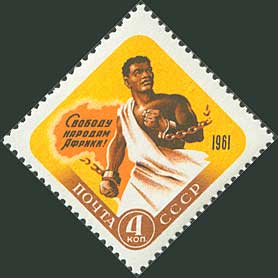 Свободу
народам
Африки!
1961
ПОЧТА
4
КОП
СССР